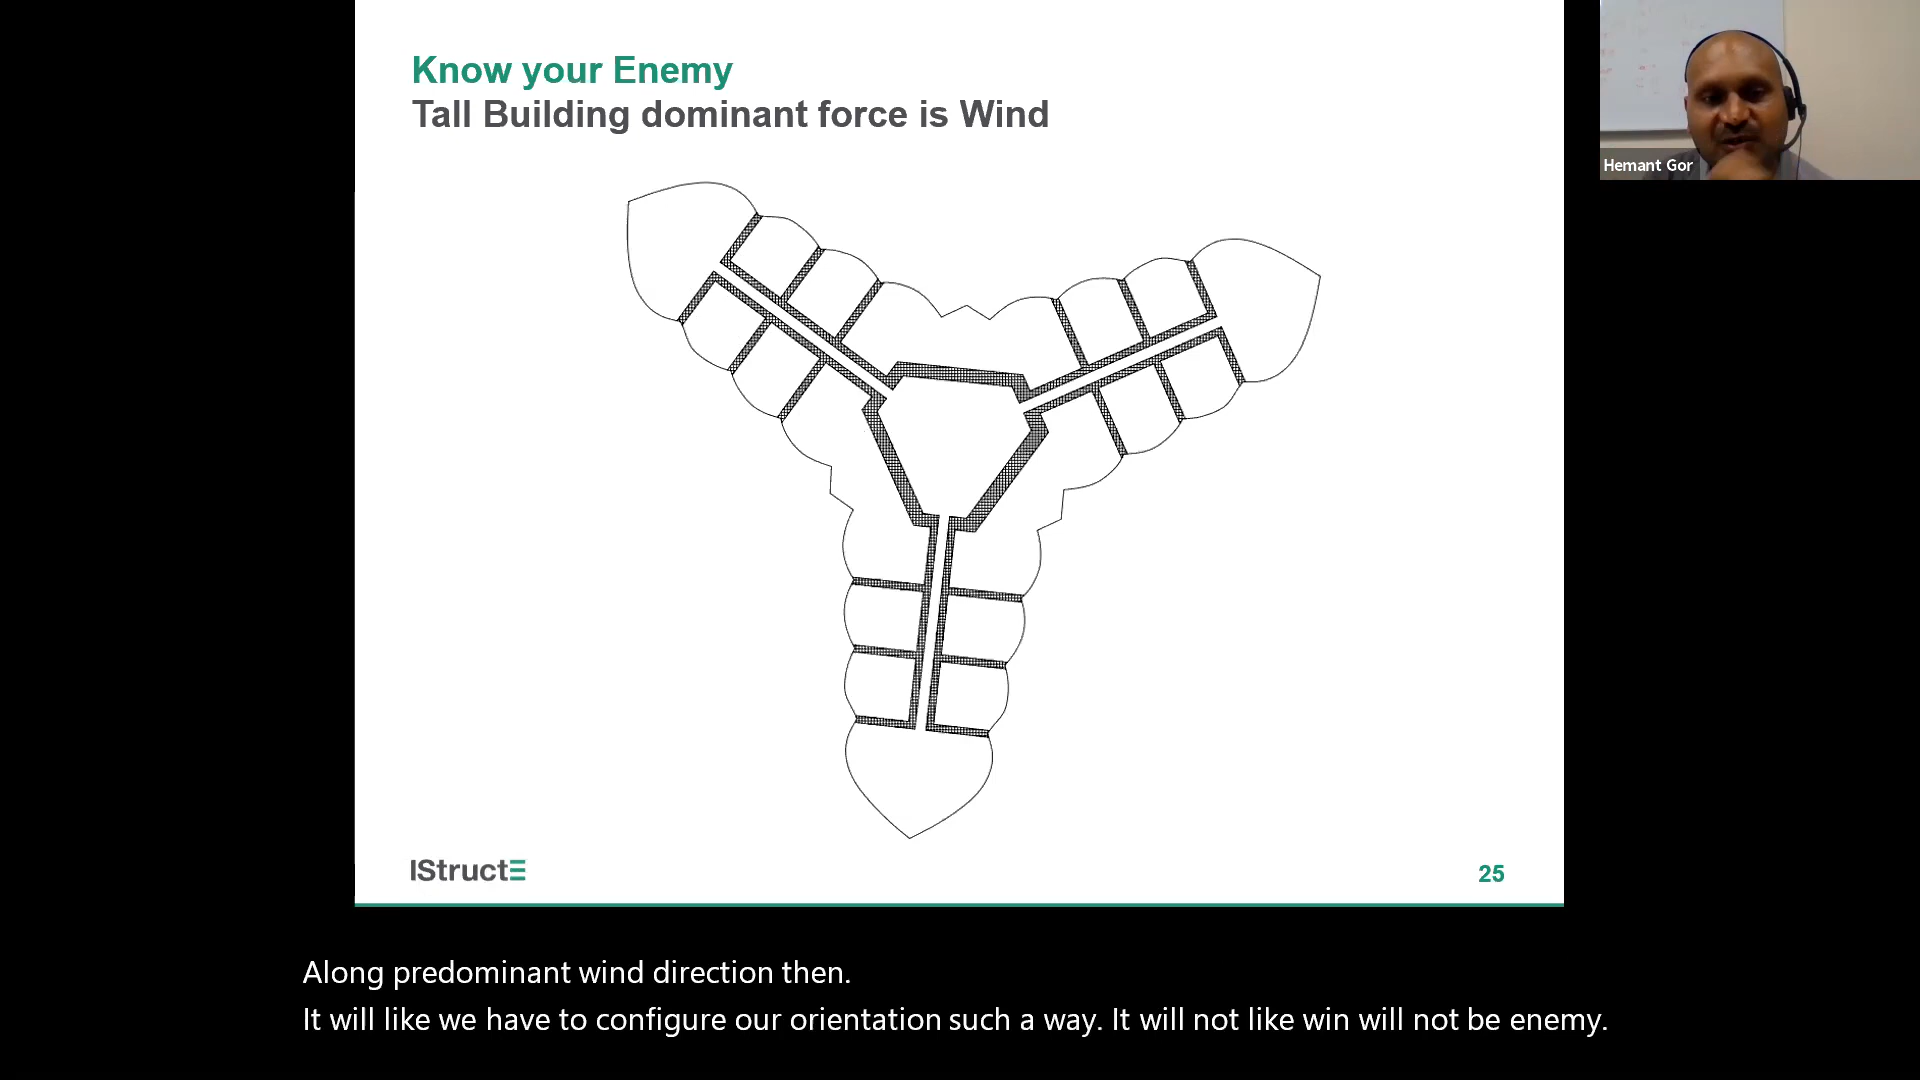 Know your Enemy
Tall Building dominant force is Wind
Hemant Gor
IStructE
25
Along predominant wind direction then.
It will like we have to configure our orientation such a way. It will not like win will not be enemy.